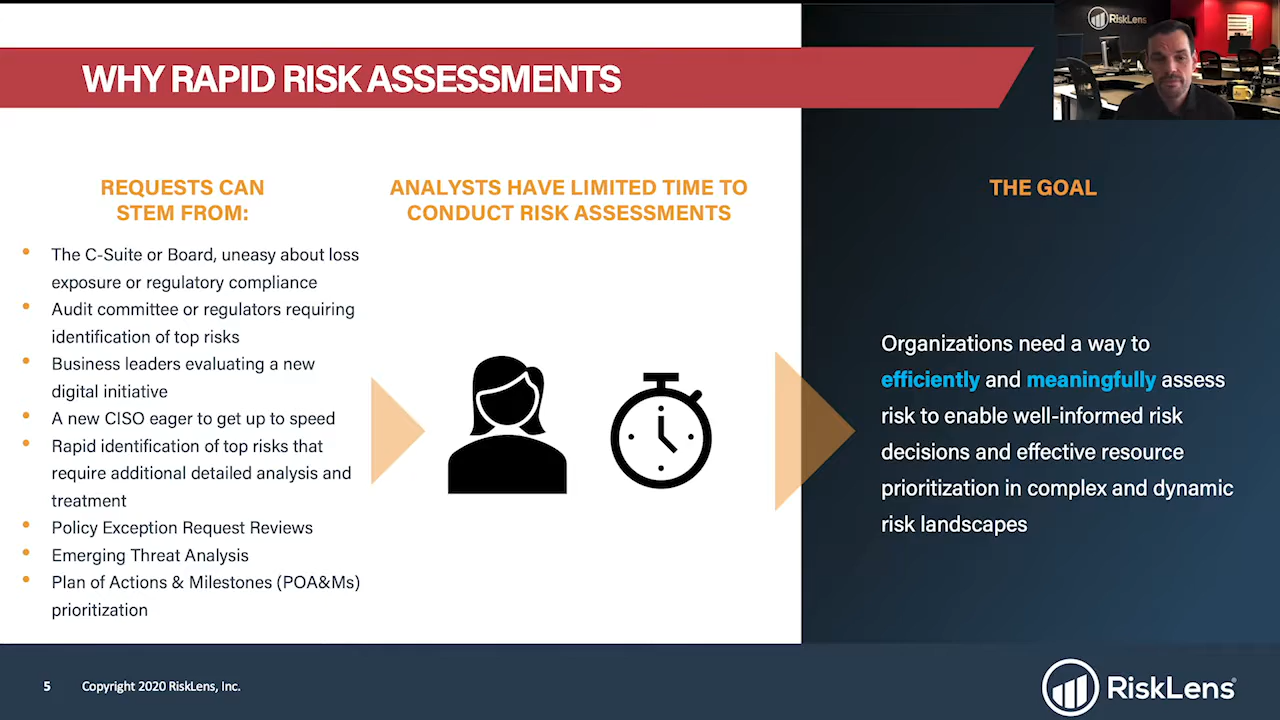 RiskLens
WHY RAPID RISK ASSESSMENTS
REQUESTS CAN
STEM FROM:
• The C-Suite or Board, uneasy about loss
exposure or regulatory compliance
• Audit committee or regulators requiring
identification of top risks
• Business leaders evaluating a new
digital initiative
• A new CISO eager to get up to speed
• Rapid identification of top risks that
require additional detailed analysis and
treatment
• Policy Exception Request Reviews
• Emerging Threat Analysis
• Plan of Actions & Milestones (POA&Ms)
prioritization
ANALYSTS HAVE LIMITED TIME TO
CONDUCT RISK ASSESSMENTS
THE GOAL
Organizations need a way to
efficiently and meaningfully assess
risk to enable well-informed risk
decisions and effective resource
prioritization in complex and dynamic
risk landscapes
5
Copyright 2020 RiskLens, Inc.
RiskLens®